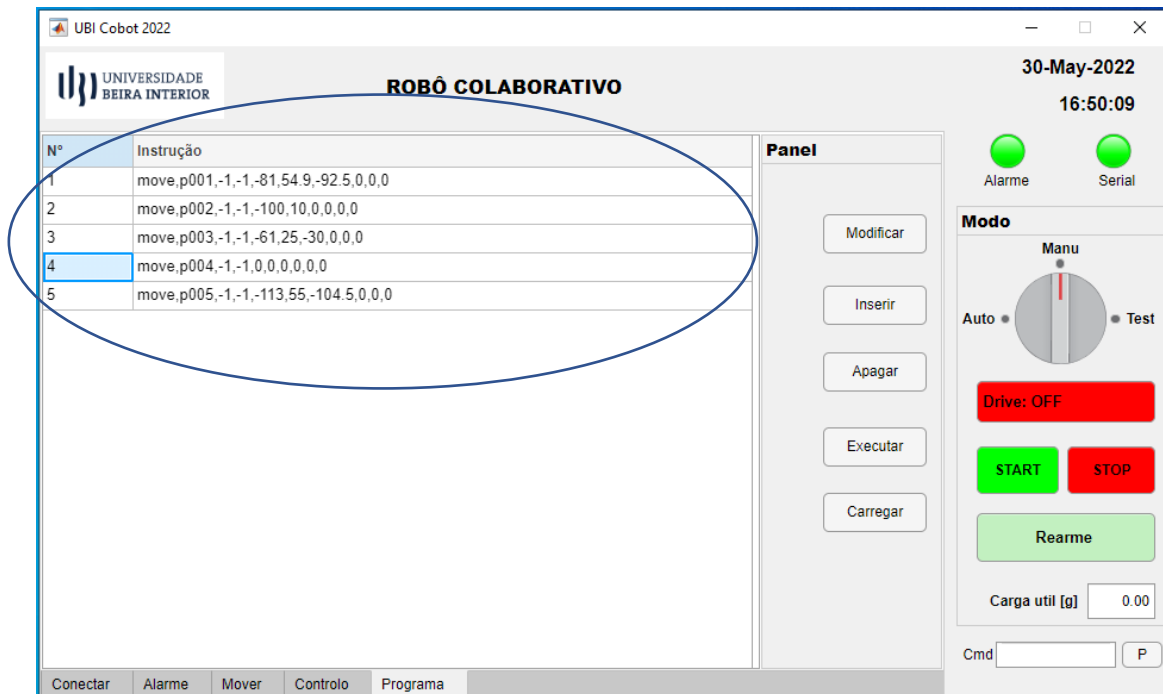 UBI Cobot 2022
UNIVERSIDADE
BEIRA INTERIOR
ROBÔ COLABORATIVO
30-May-2022
16:50:09
N° Instrução
1 move,p001,-1,-1,-81,54.9,-92.5,0,0,0
2 move,p002,-1,-1,-100,10,0,0,0,0
3 move,p003,-1,-1,-61,25,-30,0,0,0
4 move,p004,-1,-1,0,0,0,0,0,0
5 move,p005,-1,-1,-113,55,-104.5,0,0,0
Panel
Modificar
Inserir
Apagar
Executar
Carregar
Alarme Serial
Modo
Manu
Auto Test
Drive: OFF
START STOP
Rearme
Carga util [g] 0.00
Cmd P
Conectar Alarme Mover Controlo Programa